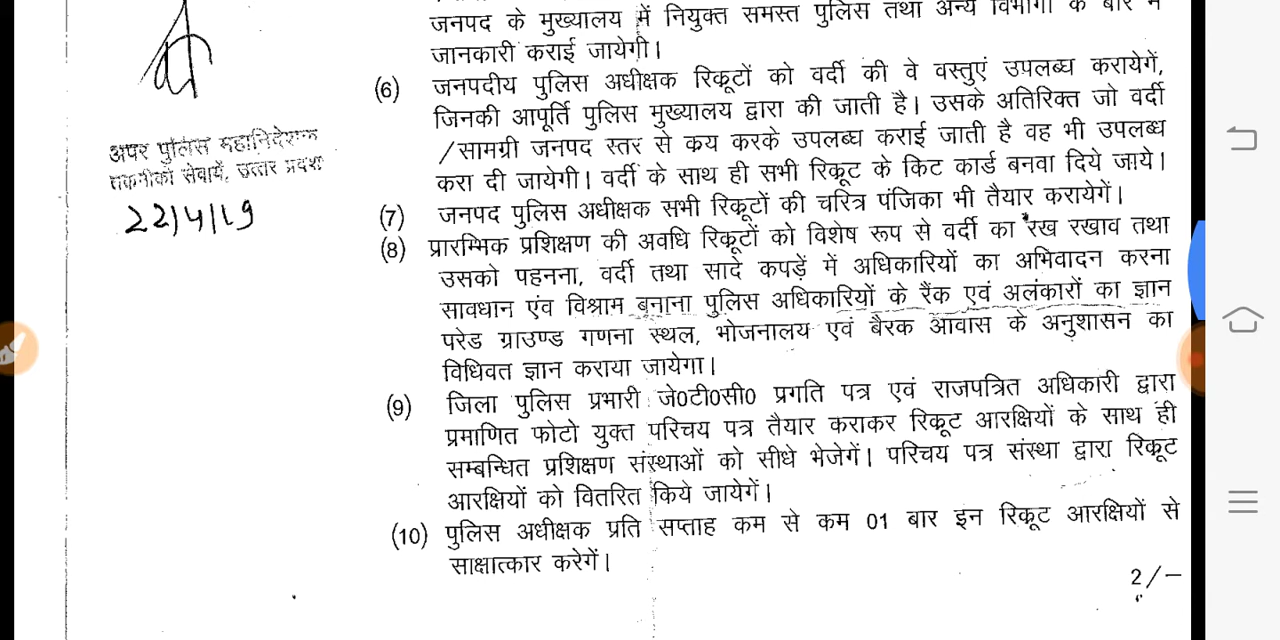 जनपद के मुख्यालय में नियुक्त समस्त पुलिस तथा अन्य विभागों के बारे में
जानकारी कराई जायेगी।
(6) जनपदीय पुलिस अधीक्षक रिक्रूटों को वर्दी की वे वस्तुएं उपलब्ध करायेगें,
जिनकी आपूर्ति पुलिस मुख्यालय द्वारा की जाती है। उसके अतिरिक्त जो वर्दी
/सामग्री जनपद स्तर से कय करके उपलब्ध कराई जाती है वह भी उपलब्ध
करा दी जायेगी। वर्दी के साथ ही सभी रिकूट के किट कार्ड बनवा दिये जाये।
(7) जनपद पुलिस अधीक्षक सभी रिकूटों की चरित्र पंजिका भी तैयार करायेगें।
(8) प्रारम्भिक प्रशिक्षण की अवधि रिकूटों को विशेष रूप से वर्दी का रख रखाव तथा
उसको पहनना, वर्दी तथा सादे कपड़ें में अधिकारियों का अभिवादन करना
सावधान एंव विश्राम बनाना पुलिस अधिकारियों के रैंक एवं अलंकारों का ज्ञान
परेड ग्राउण्ड गणना स्थल, भोजनालय एवं बैरक आवास के अनुशासन का
विधिवत ज्ञान कराया जायेगा।
(9) जिला पुलिस प्रभारी जे0टी0सी0 प्रगति पत्र एवं राजपत्रित अधिकारी द्वारा
प्रमाणित फोटो युक्त परिचय पत्र तैयार कराकर रिकूट आरक्षियों के साथ ही
सम्बन्धित प्रशिक्षण संस्थाओं को सीधे भेजेगें। परिचय पत्र संस्था द्वारा रिकूट
आरक्षियों को वितरित किये जायेगें।
(10) पुलिस अधीक्षक प्रति सप्ताह कम से कम 01 बार इन रिकूट आरक्षियों से
साक्षात्कार करेगें।
2/-
अपर पुलिस महानिदेशक
तकनीकी सेवायें, उत्तर प्रदेश
22/4/19